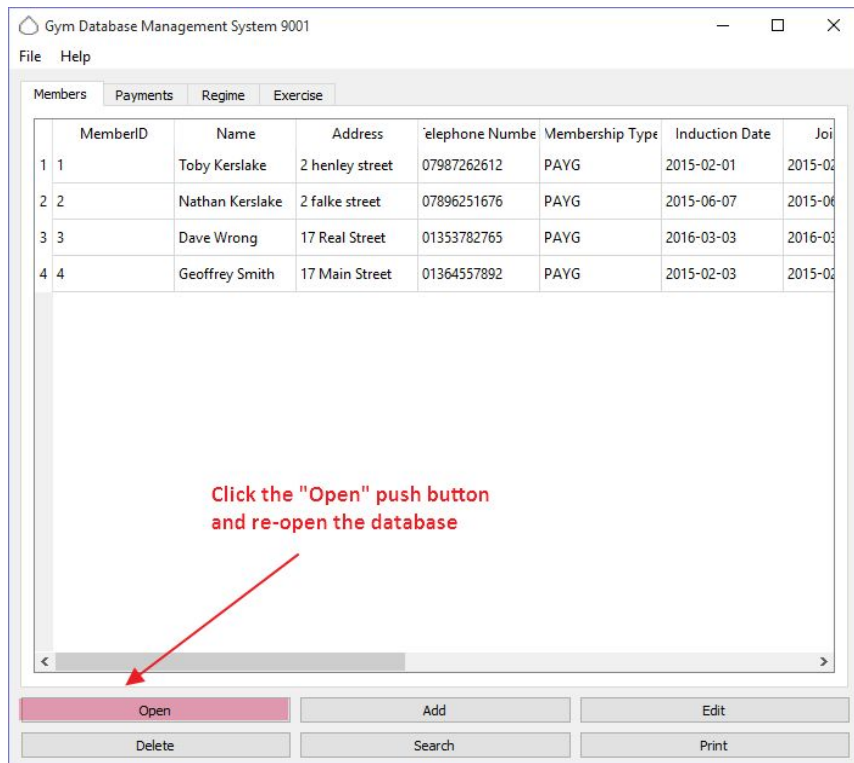 Gym Database Management System 9001
File Help
Members Payments Regime Exercise
MemberID Name Address Telephone Numbe Membership Type Induction Date Joi
1 1 Toby Kerslake 2 henley street 07987262612 PAYG 2015-02-01 2015-02
2 2 Nathan Kerslake 2 falke street 07896251676 PAYG 2015-06-07 2015-06
3 3 Dave Wrong 17 Real Street 01353782765 PAYG 2016-03-03 2016-03
4 4 Geoffrey Smith 17 Main Street 01364557892 PAYG 2015-02-03 2015-02
Click the "Open" push button
and re-open the database
Open Add Edit
Delete Search Print